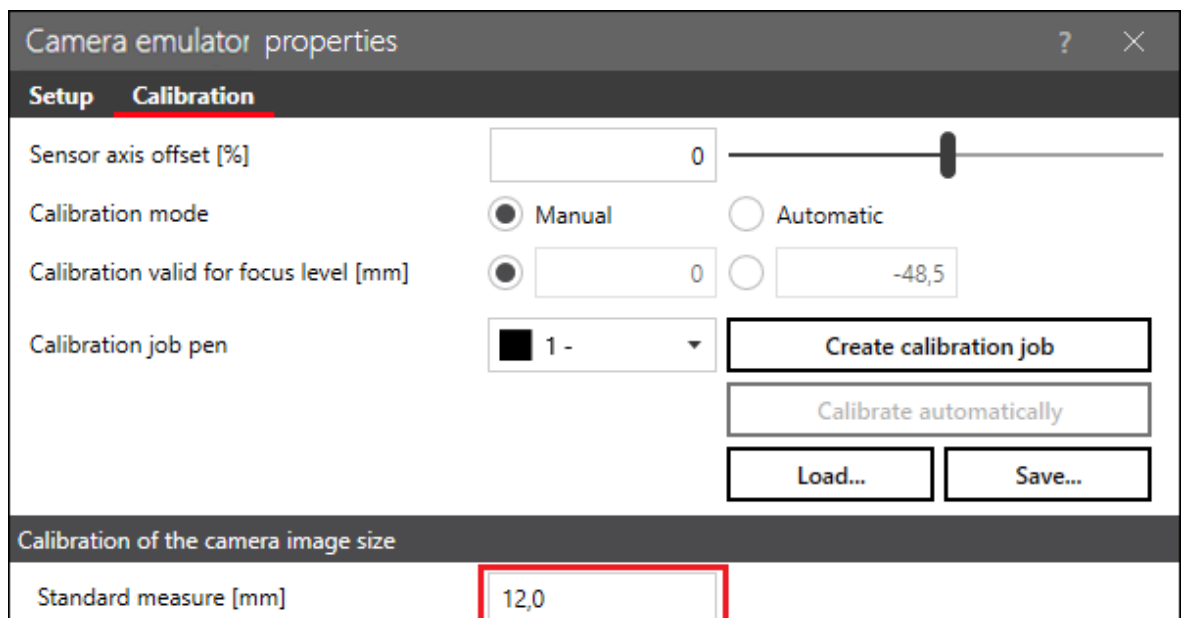 Camera emulator properties ? ×
Setup Calibration
Sensor axis offset [%] 0
Calibration mode Manual Automatic
Calibration valid for focus level [mm] 0 -48,5
Calibration job pen 1 - Create calibration job
Calibrate automatically
Load... Save...
Calibration of the camera image size
Standard measure [mm] 12,0